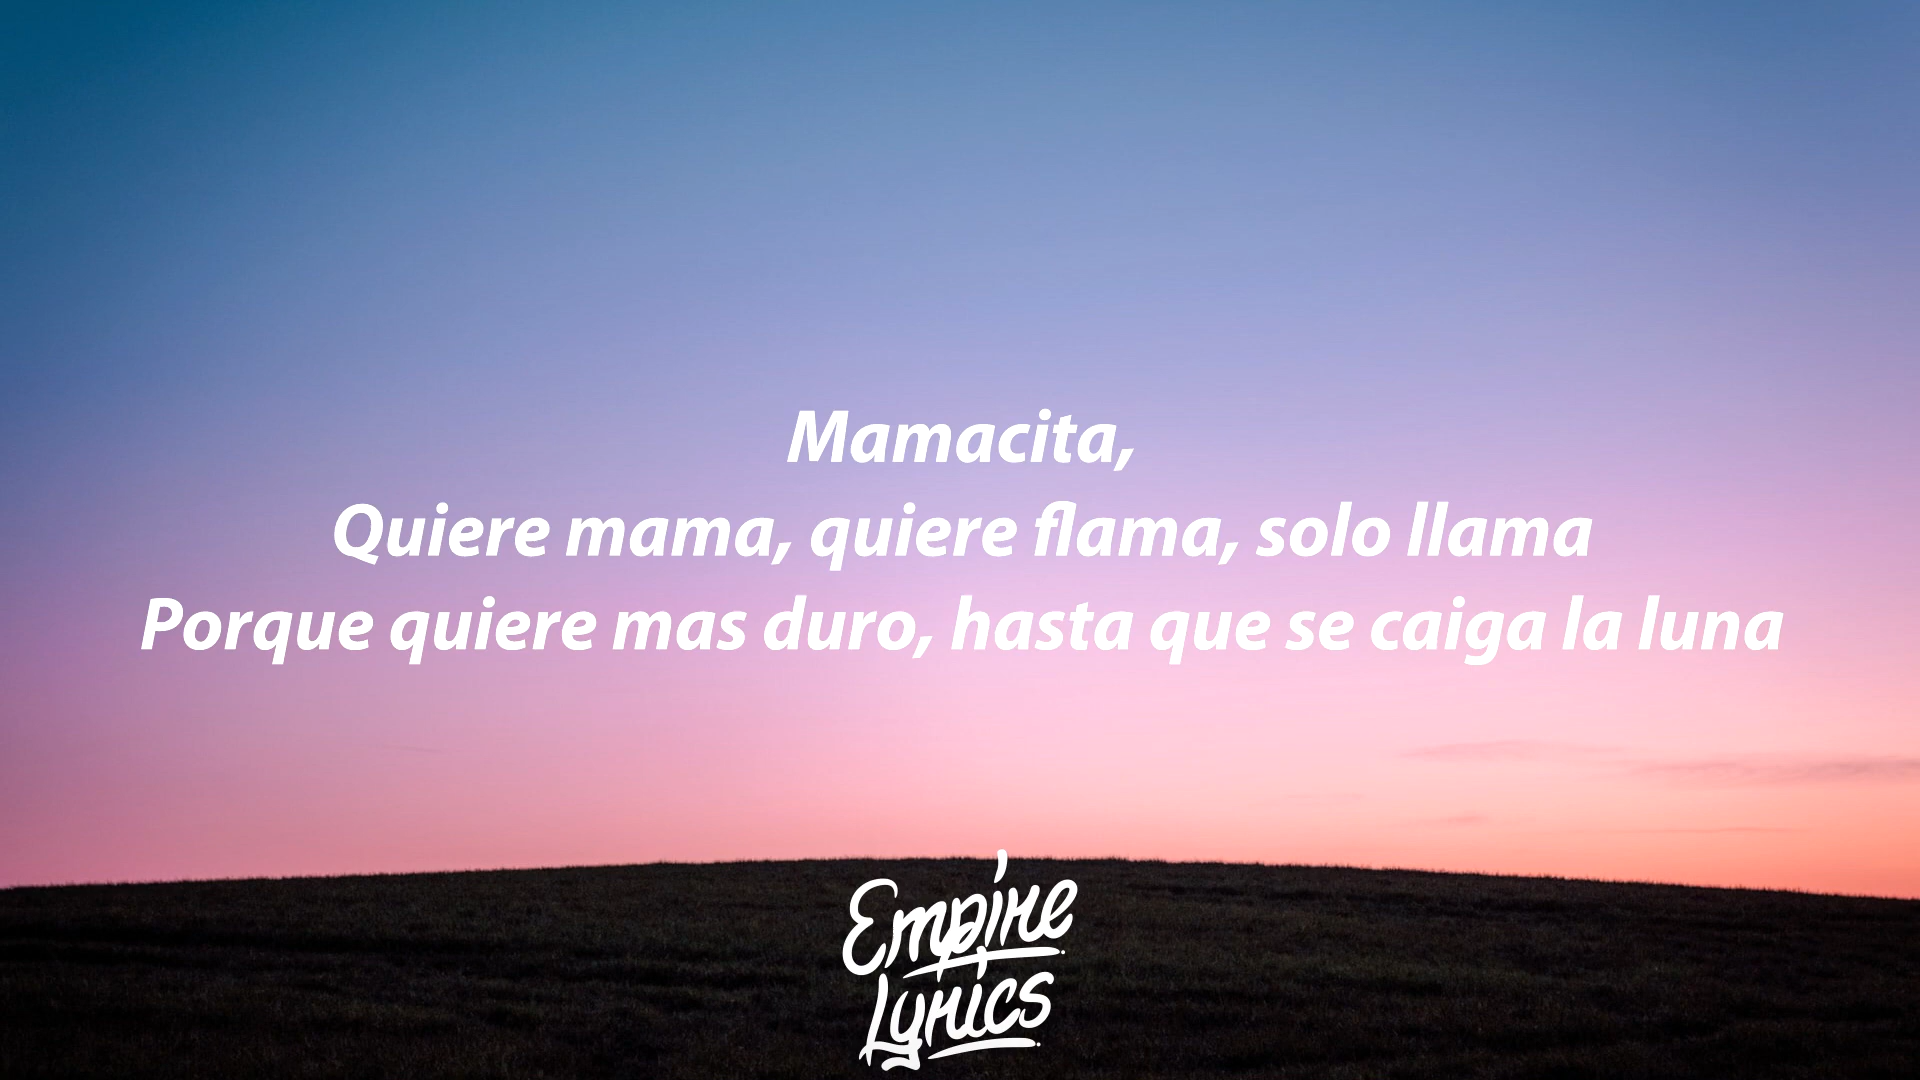 Mamacita,
Quiere mama, quiere flama, solo llama
Porque quiere mas duro, hasta que se caiga la luna
Empire
Lyrics